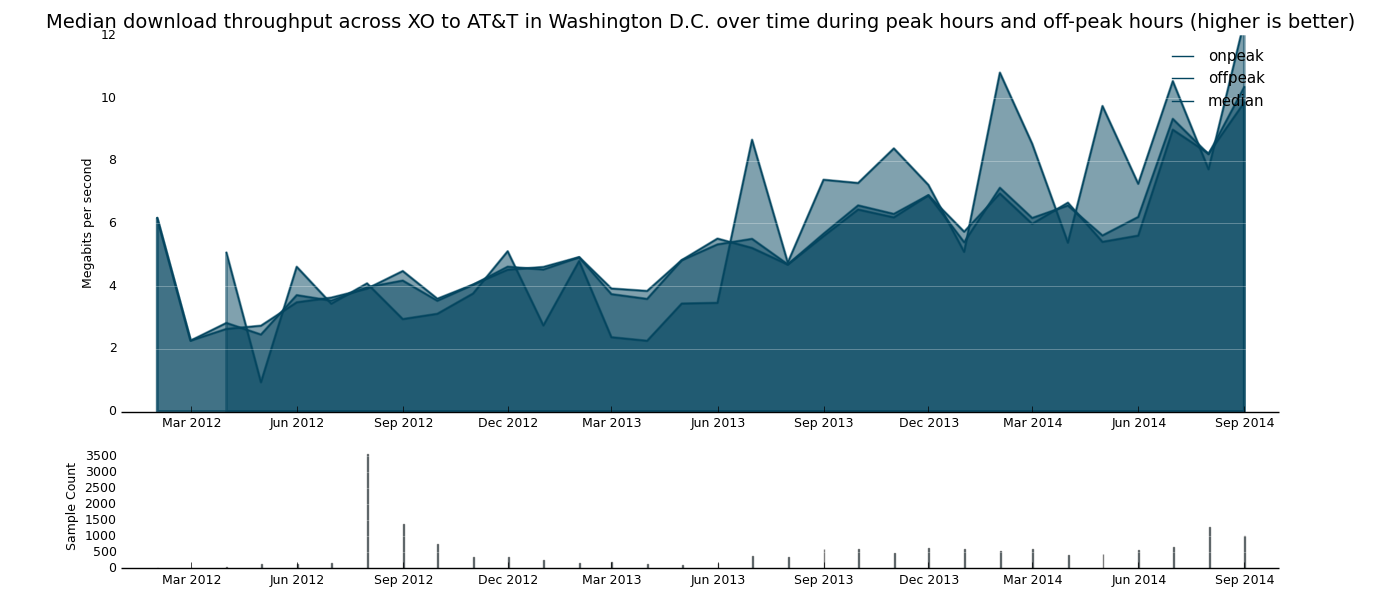 Median download throughput across XO to AT&T in Washington D.C. over time during peak hours and off-peak hours (higher is better)
12
10
8
6
4
2
0
Megabits per second
onpeak
offpeak
median
Mar 2012 Jun 2012 Sep 2012 Dec 2012 Mar 2013 Jun 2013 Sep 2013 Dec 2013 Mar 2014 Jun 2014 Sep 2014
3500
3000
2500
2000
1500
1000
500
0
Sample Count
Mar 2012 Jun 2012 Sep 2012 Dec 2012 Mar 2013 Jun 2013 Sep 2013 Dec 2013 Mar 2014 Jun 2014 Sep 2014